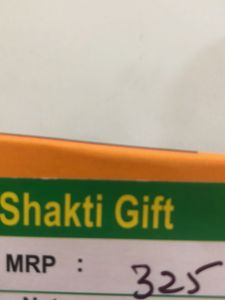 Shakti Gift
MRP : 325